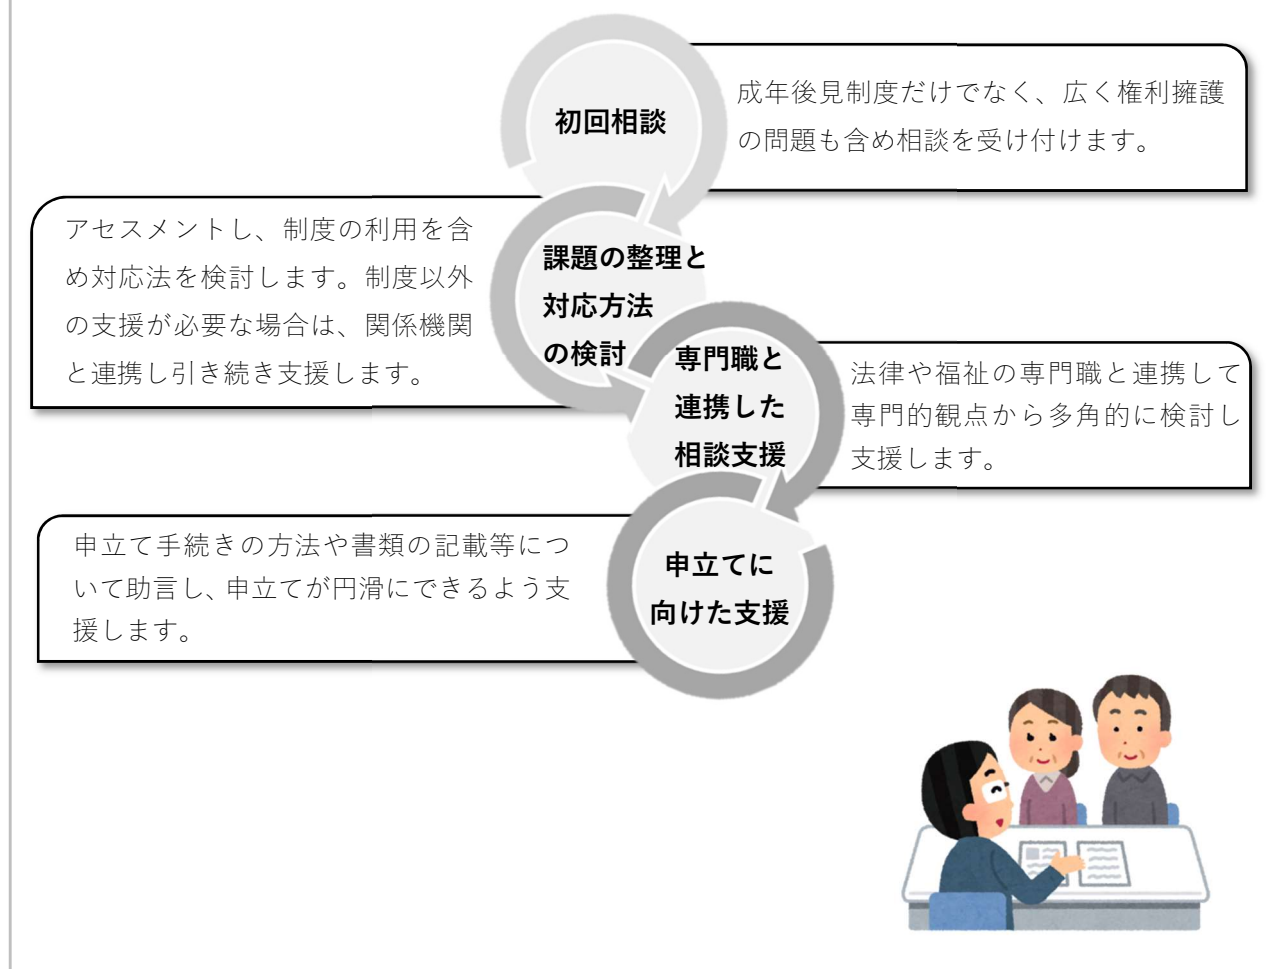 初回相談
成年後見制度だけでなく、広く権利擁護
の問題も含め相談を受け付けます。
課題の整理と
対応方法
の検討
アセスメントし、制度の利用を含
め対応法を検討します。制度以外
の支援が必要な場合は、関係機関
と連携し引き続き支援します。
専門職と
連携した
相談支援
法律や福祉の専門職と連携して
専門的観点から多角的に検討し
支援します。
申立てに
向けた支援
申立て手続きの方法や書類の記載等につ
いて助言し、申立てが円滑にできるよう支
援します。